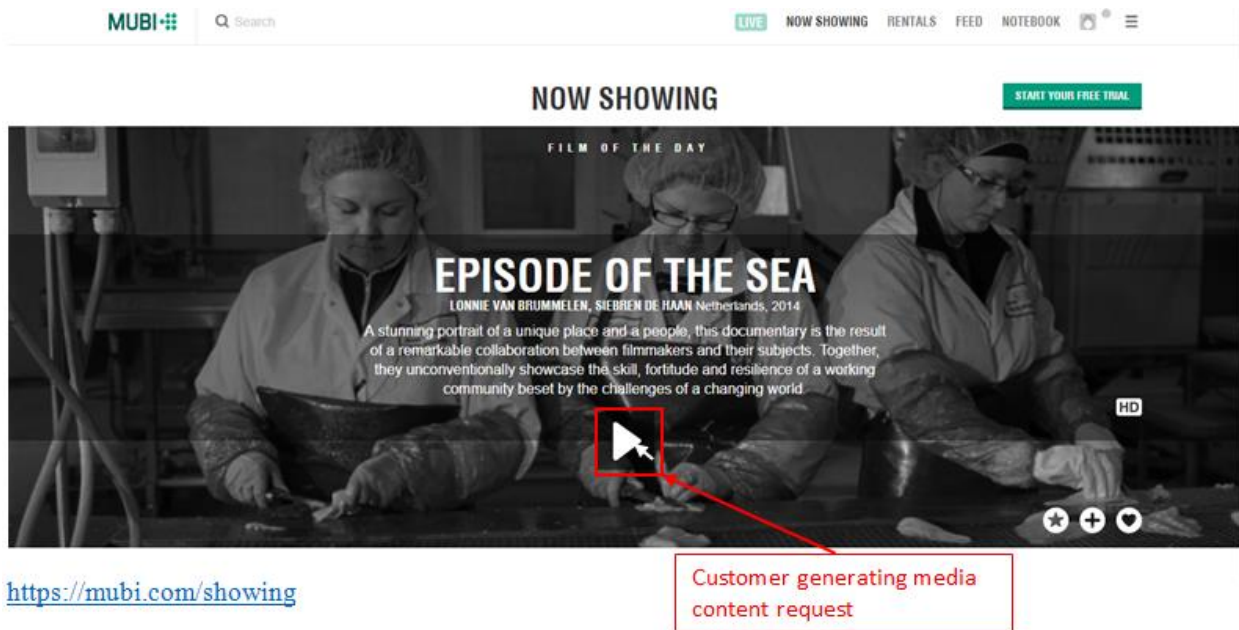 MUBI Search LIVE NOW SHOWING RENTALS FEED NOTEBOOK
NOW SHOWING
START YOUR FREE TRIAL
FILM OF THE DAY
EPISODE OF THE SEA
LONNIE VAN BRUMMELEN, SIEBREN DE HAAN Netherlands, 2014
A stunning portrait of a unique place and a people, this documentary is the result
of a remarkable collaboration between filmmakers and their subjects. Together,
they unconventionally showcase the skill, fortitude and resilience of a working
community beset by the challenges of a changing world
HD
https://mubi.com/showing
Customer generating media
content request